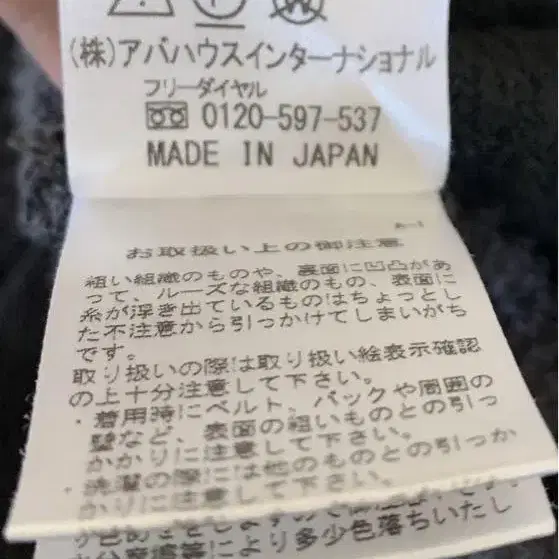 (株)アバハウスインターナショナル
フリーダイヤル
0120-597-537
MADE IN JAPAN
A-1
お取扱い上の御注意
粗い組織のものや、裏面に凹凸があ
って、ルーズな組織のもの、表面に
糸が浮き出ているものはちょっとし
た不注意から引っかけてしまいがち
です。
取り扱いの際は取り扱い絵表示確認
の上十分注意して下さい。
・着用時にベルト、バックや周囲の
壁など、表面の粗いものとの引っ
かかりに注意して下さい。
・洗濯の際には他のものとの引っか
かりに注意して下さい。
により多少色落ちいたし